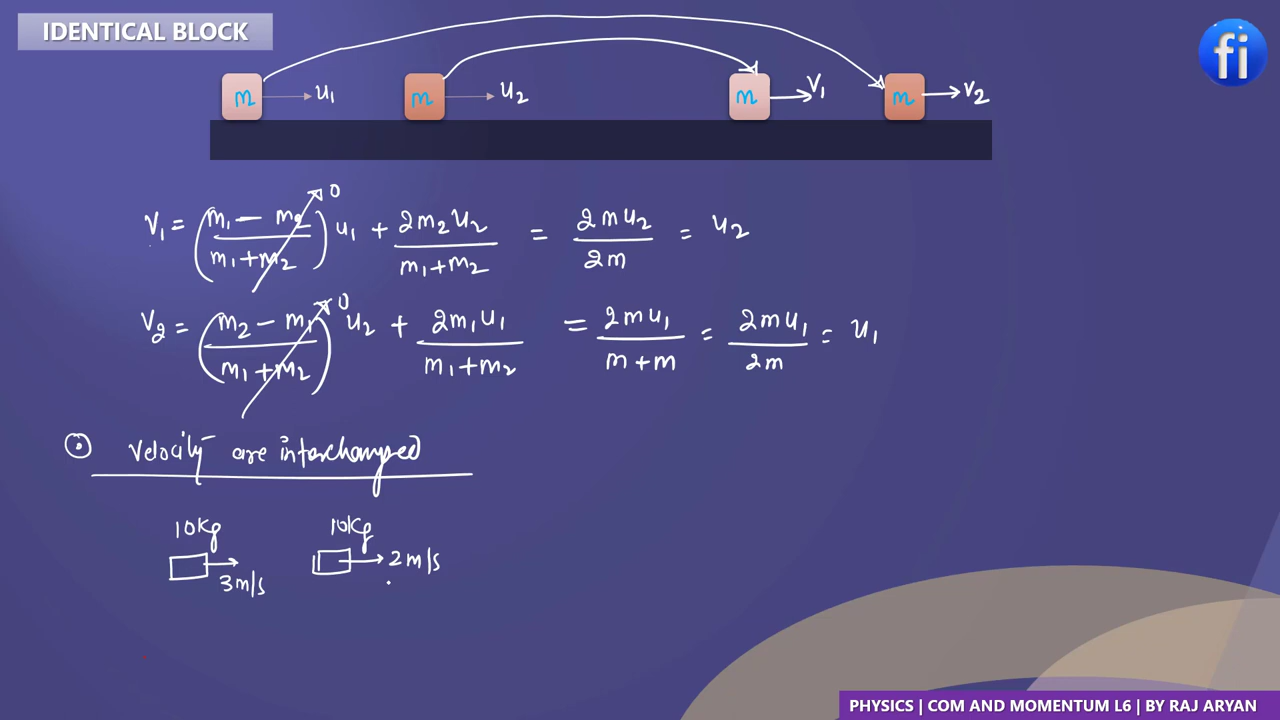 IDENTICAL BLOCK
fi
m → u₁ m → u₂ m → v₁ m → v₂
v₁ = ((m₁ − m₂)/(m₁ + m₂))↗0 u₁ + 2m₂u₂/(m₁ + m₂) = 2mu₂/2m = u₂
v₂ = ((m₂ − m₁)/(m₁ + m₂))↗0 u₂ + 2m₁u₁/(m₁ + m₂) = 2mu₁/(m + m) = 2mu₁/2m = u₁
⊙ velocity are interchanged
10kg 10kg
3m/s 2m/s
PHYSICS | COM AND MOMENTUM L6 | BY RAJ ARYAN